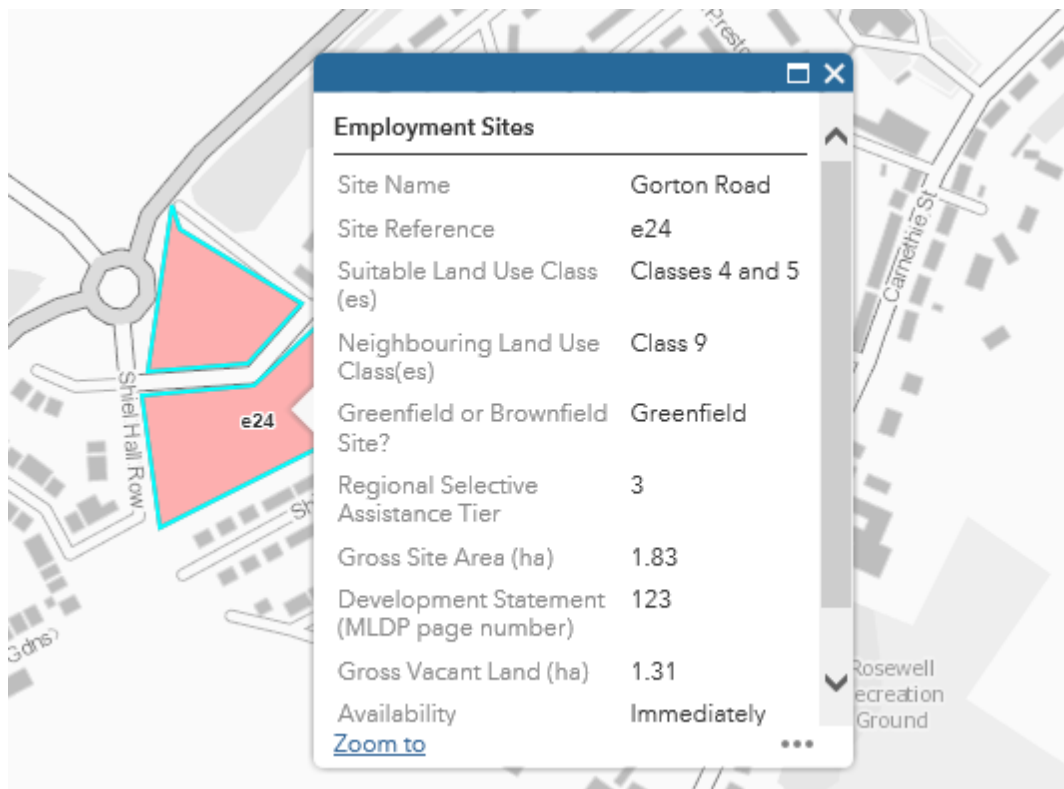 Employment Sites
Site Name Gorton Road
Site Reference e24
Suitable Land Use Class Classes 4 and 5
(es)
Neighbouring Land Use Class 9
Class(es)
Greenfield or Brownfield Greenfield
Site?
Regional Selective 3
Assistance Tier
Gross Site Area (ha) 1.83
Development Statement 123
(MLDP page number)
Gross Vacant Land (ha) 1.31
Availability Immediately
Zoom to
e24
Shiel Hall Row
Carnethie St
Gdns)
Rosewell
ecreation
Ground